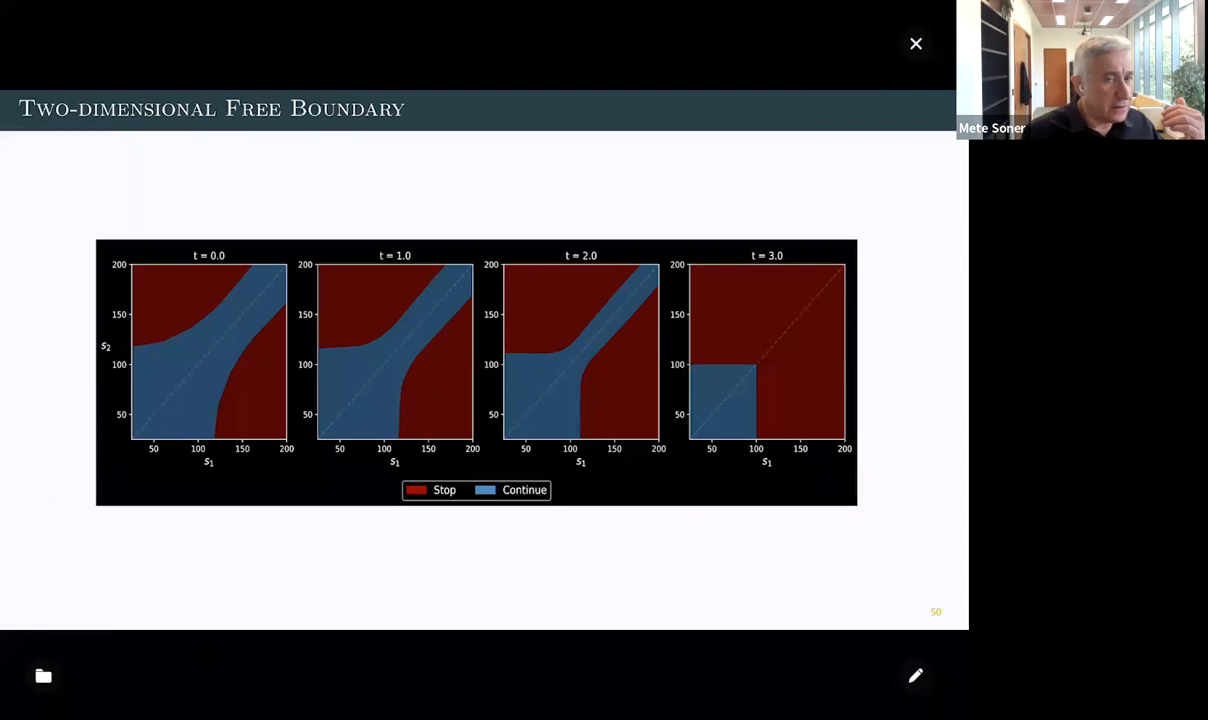 Mete Soner
Two-dimensional Free Boundary
t = 0.0
t = 1.0
t = 2.0
t = 3.0
200
150
100
50
s2
50 100 150 200
s1
200
150
100
50
50 100 150 200
s1
200
150
100
50
50 100 150 200
s1
200
150
100
50
50 100 150 200
s1
Stop Continue
50